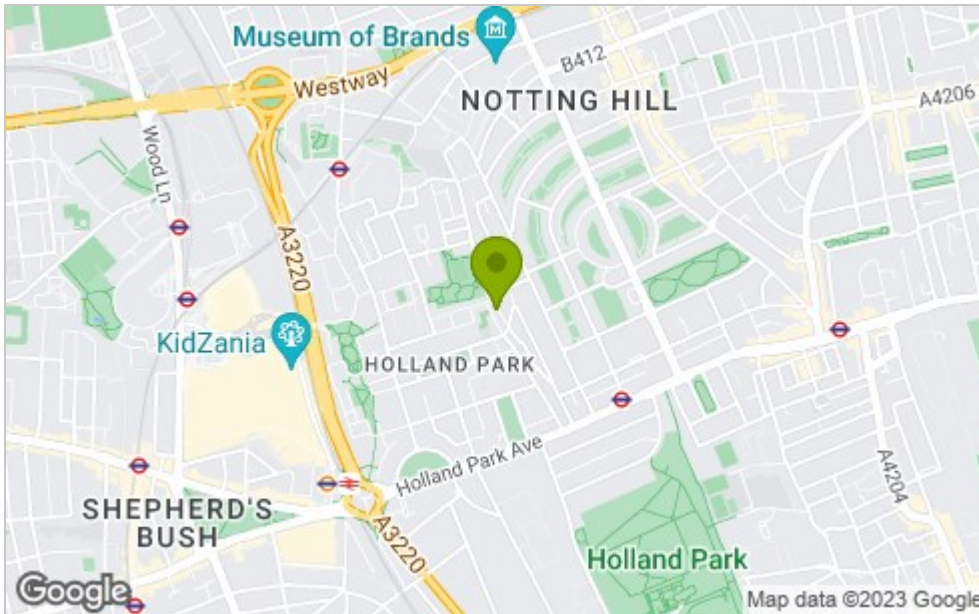 Museum of Brands
Westway
B412
NOTTING HILL
A4206
Wood Ln
A3220
KidZania
HOLLAND PARK
Holland Park Ave
A4204
SHEPHERD'S
BUSH
A3220
Holland Park
Google
Map data ©2023 Google